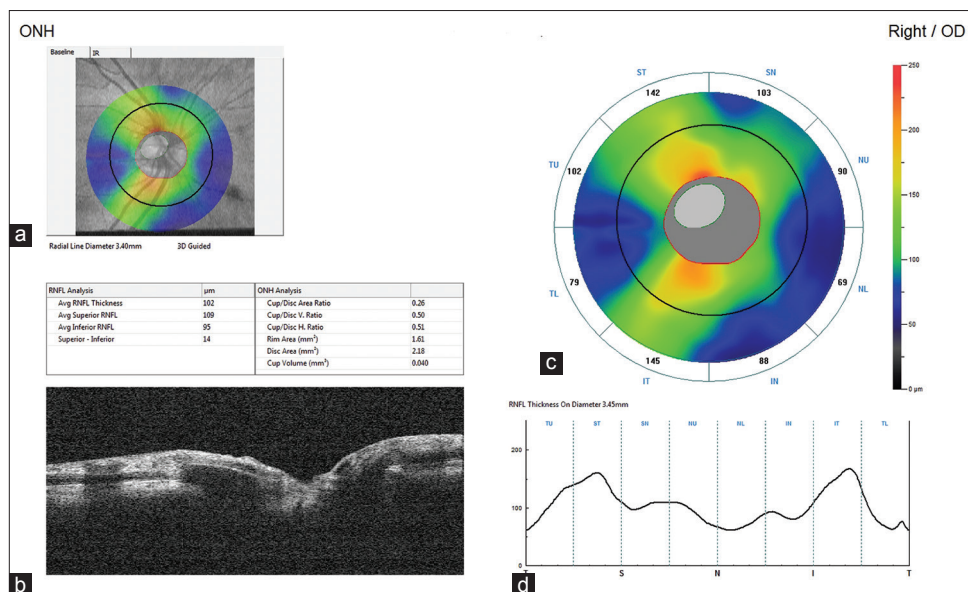 ONH
Right / OD
Baseline
IR
a
Radial Line Diameter 3.40mm
3D Guided
RNFL Analysis µm
Avg RNFL Thickness 102
Avg Superior RNFL 109
Avg Inferior RNFL 95
Superior - Inferior 14
ONH Analysis
Cup/Disc Area Ratio 0.26
Cup/Disc V. Ratio 0.50
Cup/Disc H. Ratio 0.51
Rim Area (mm²) 1.61
Disc Area (mm²) 2.18
Cup Volume (mm³) 0.040
b
ST
SN
142
103
TU
NU
102
90
TL
NL
79
69
145
88
IT
IN
c
250
200
150
100
50
0 µm
RNFL Thickness On Diameter 3.45mm
TU ST SN NU NL IN IT TL
200
100
0
T S N I T
d